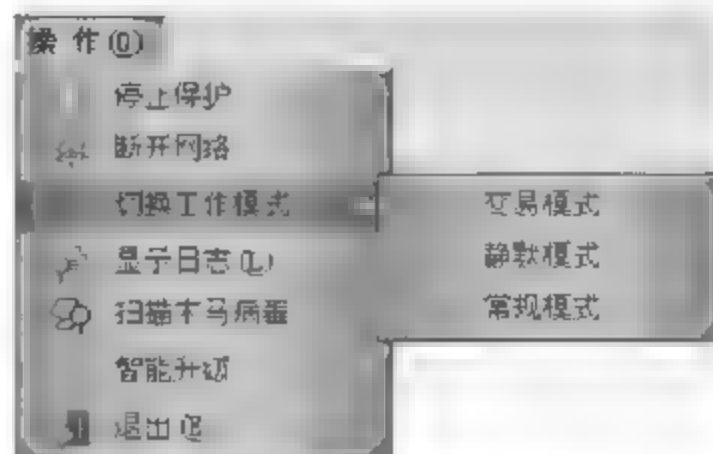 操作(O)
停止保护
断开网络
切换工作模式
交易模式
静默模式
常规模式
显示日志(L)
扫描木马病毒
智能升级
退出(E)